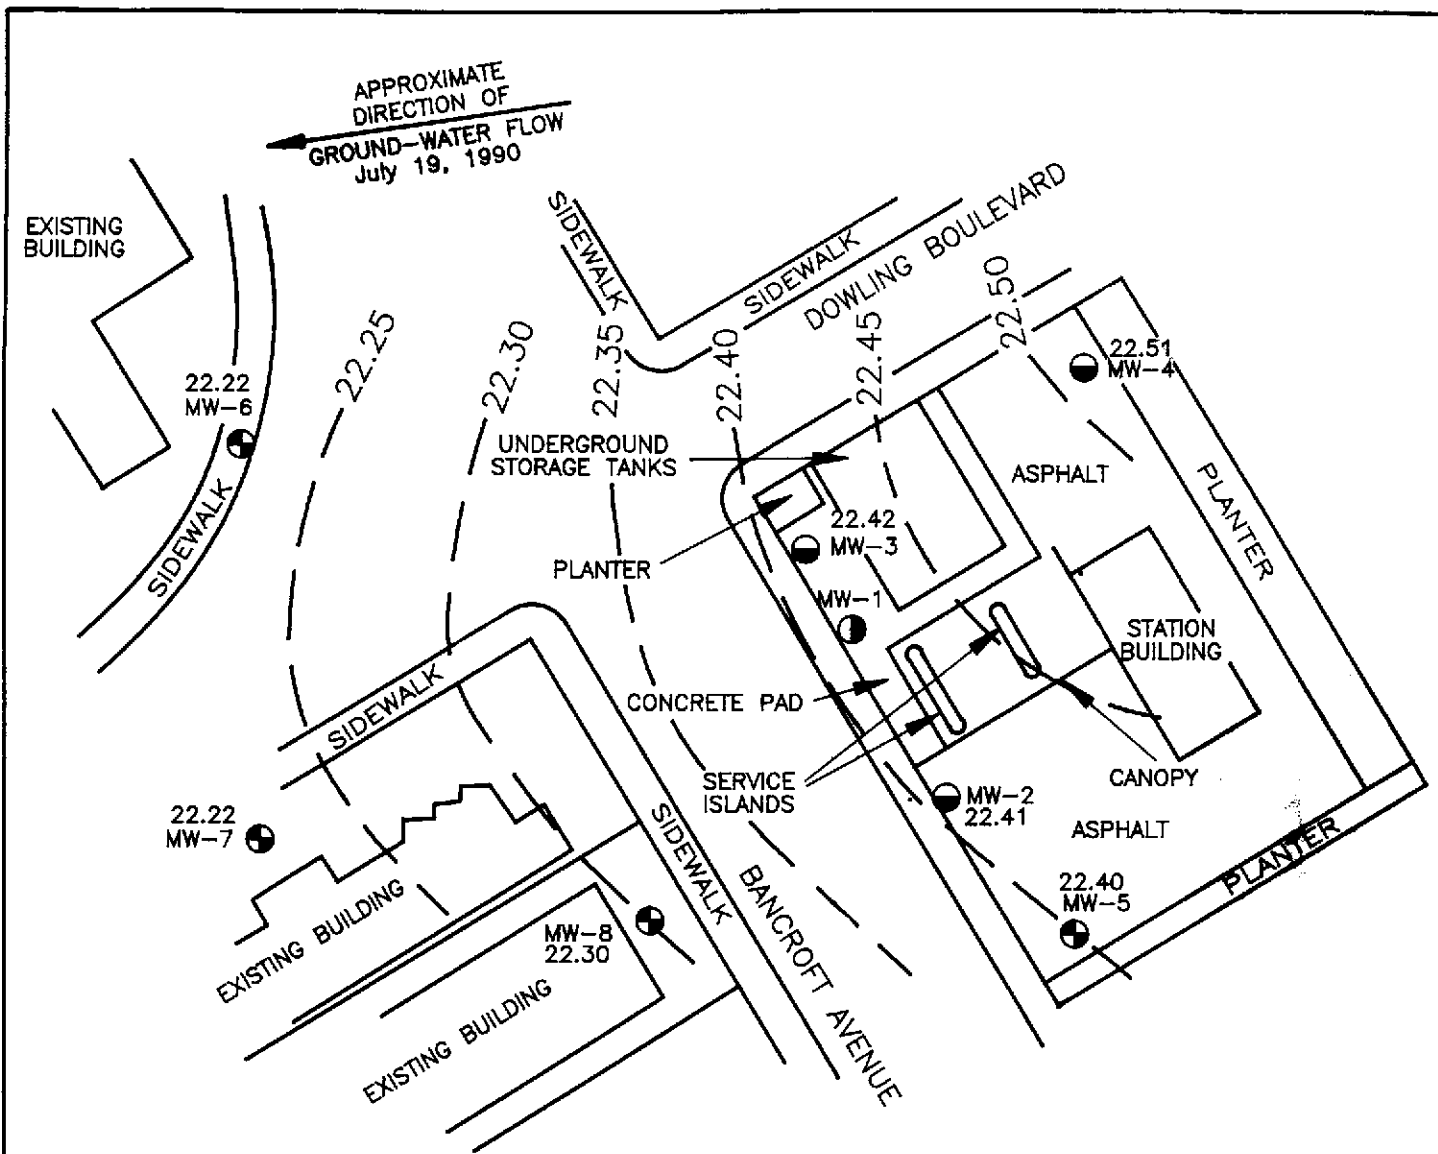 APPROXIMATE
DIRECTION OF
GROUND-WATER FLOW
July 19, 1990
EXISTING
BUILDING
SIDEWALK
SIDEWALK
DOWLING BOULEVARD
22.25
22.30
22.35
22.40
22.45
22.50
22.51
MW-4
22.22
MW-6
UNDERGROUND
STORAGE TANKS
ASPHALT
PLANTER
SIDEWALK
22.42
MW-3
PLANTER
MW-1
STATION
BUILDING
CONCRETE PAD
SIDEWALK
SERVICE
ISLANDS
CANOPY
MW-2
22.41
ASPHALT
22.22
MW-7
SIDEWALK
PLANTER
22.40
MW-5
EXISTING BUILDING
MW-8
22.30
BANCROFT AVENUE
EXISTING BUILDING